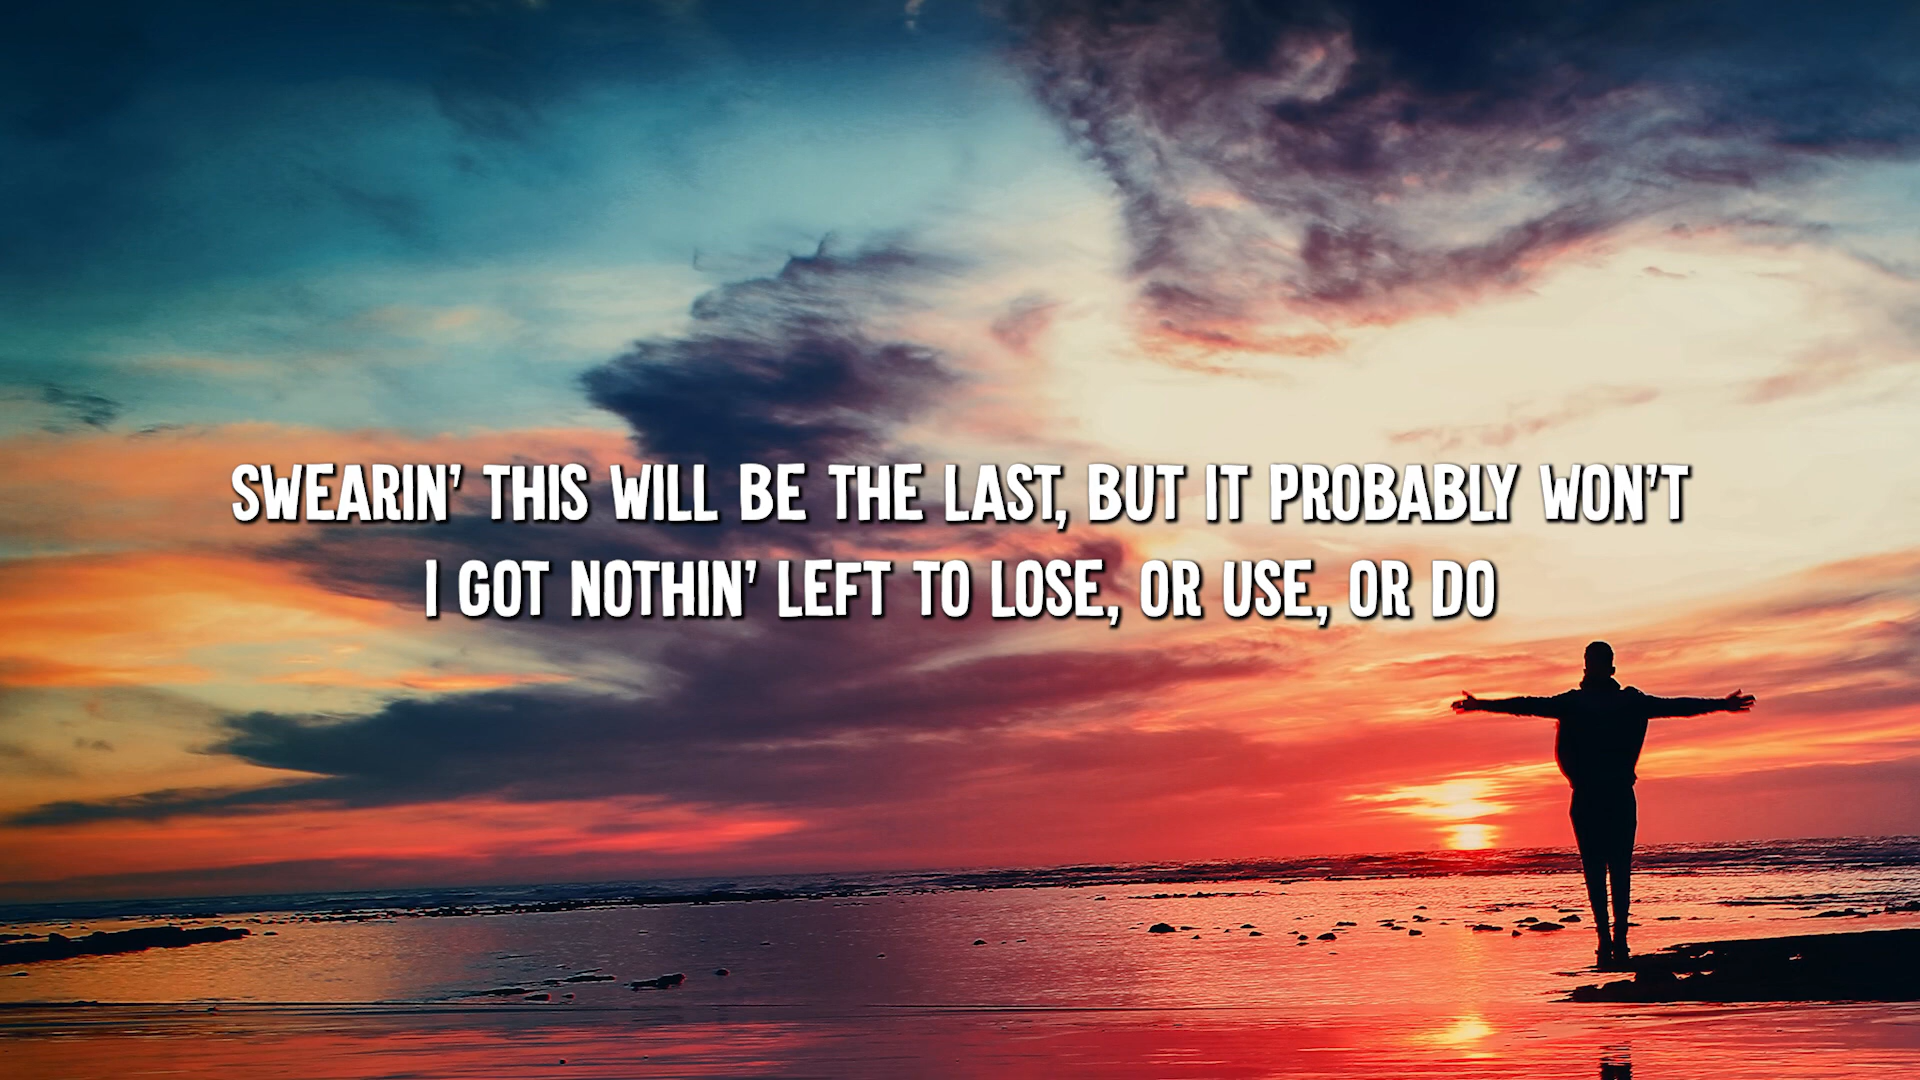 SWEARIN' THIS WILL BE THE LAST, BUT IT PROBABLY WON'T
I GOT NOTHIN' LEFT TO LOSE, OR USE, OR DO